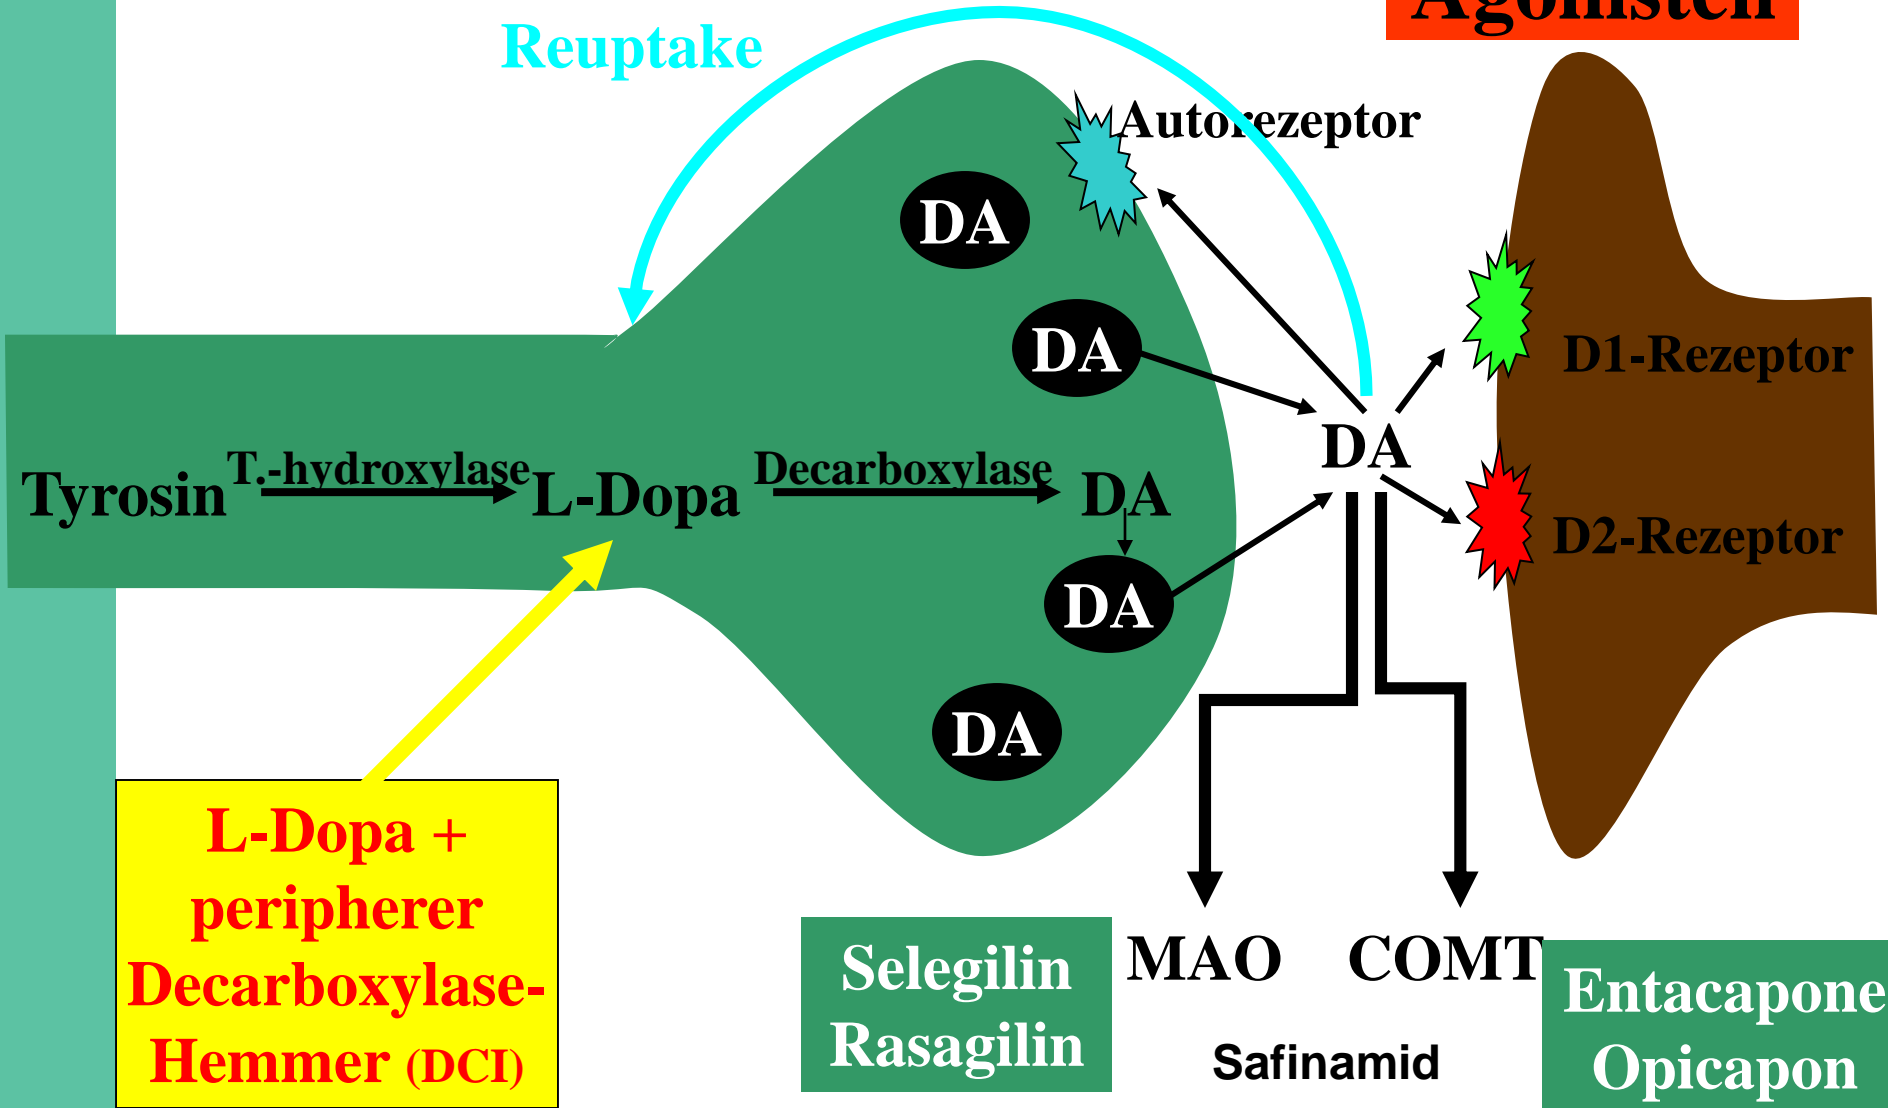 Agonisten
Reuptake
Autorezeptor
DA
DA
D1-Rezeptor
DA
Tyrosin T.-hydroxylase L-Dopa Decarboxylase DA
D2-Rezeptor
DA
DA
L-Dopa +
peripherer
Decarboxylase-
Hemmer (DCI)
Selegilin
Rasagilin
MAO COMT
Safinamid
Entacapone
Opicapon